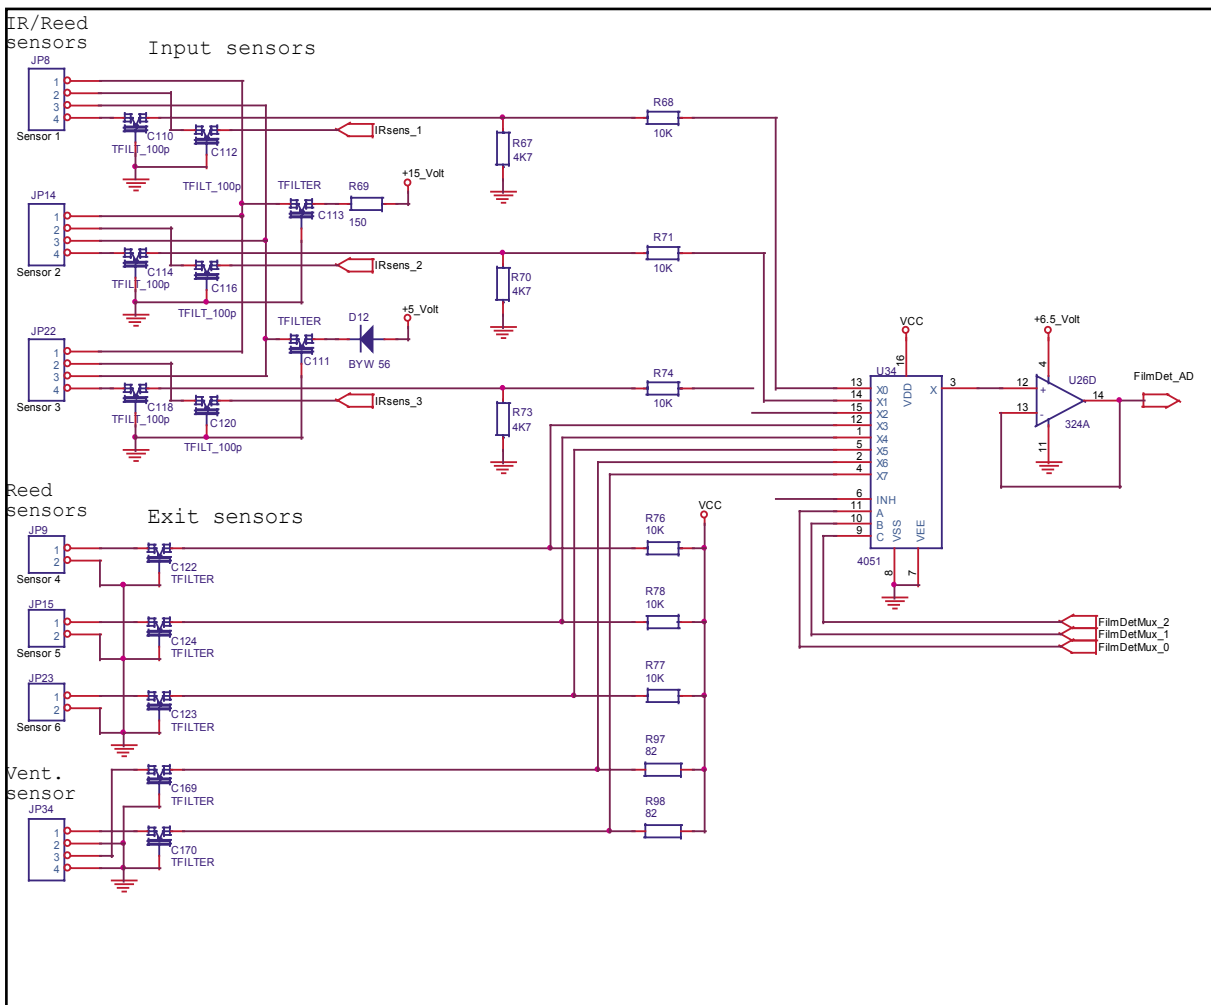 IR/Reed
sensors
Input sensors
JP8
1
2
3
4
Sensor 1
C110
TFILT_100p
C112
TFILT_100p
IRsens_1
R67
4K7
R68
10K
+15_Volt
TFILTER
C113
R69
150
JP14
1
2
3
4
Sensor 2
C114
TFILT_100p
C116
TFILT_100p
IRsens_2
R70
4K7
R71
10K
+5_Volt
TFILTER
C111
D12
BYW 56
JP22
1
2
3
4
Sensor 3
C118
TFILT_100p
C120
TFILT_100p
IRsens_3
R73
4K7
R74
10K
VCC
16
U34
VDD
13
14
15
12
1
5
2
4
X0
X1
X2
X3
X4
X5
X6
X7
6
11
10
9
INH
A
B
C
X
3
VSS
VEE
8
7
4051
+6.5_Volt
4
12
+
13
-
11
U26D
14
324A
FilmDet_AD
FilmDetMux_2
FilmDetMux_1
FilmDetMux_0
Reed
sensors
Exit sensors
JP9
1
2
Sensor 4
C122
TFILTER
R76
10K
VCC
JP15
1
2
Sensor 5
C124
TFILTER
R78
10K
JP23
1
2
Sensor 6
C123
TFILTER
R77
10K
Vent.
sensor
JP34
1
2
3
4
C169
TFILTER
R97
82
C170
TFILTER
R98
82